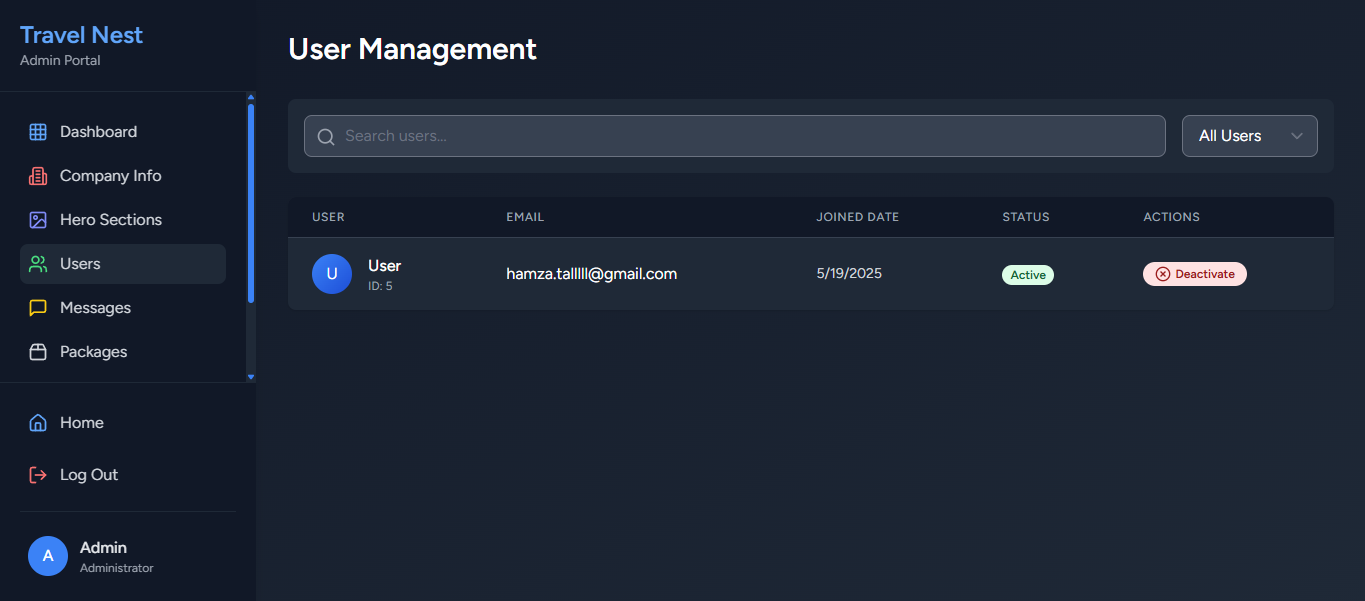 Travel Nest
Admin Portal
Dashboard
Company Info
Hero Sections
Users
Messages
Packages
Home
Log Out
A
Admin
Administrator
User Management
Search users...
All Users
USER EMAIL JOINED DATE STATUS ACTIONS
U
User
ID: 5
hamza.talllll@gmail.com
5/19/2025
Active
Deactivate